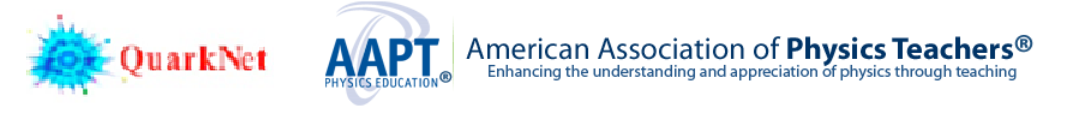 QuarkNet
AAPT
PHYSICS EDUCATION®
American Association of Physics Teachers®
Enhancing the understanding and appreciation of physics through teaching